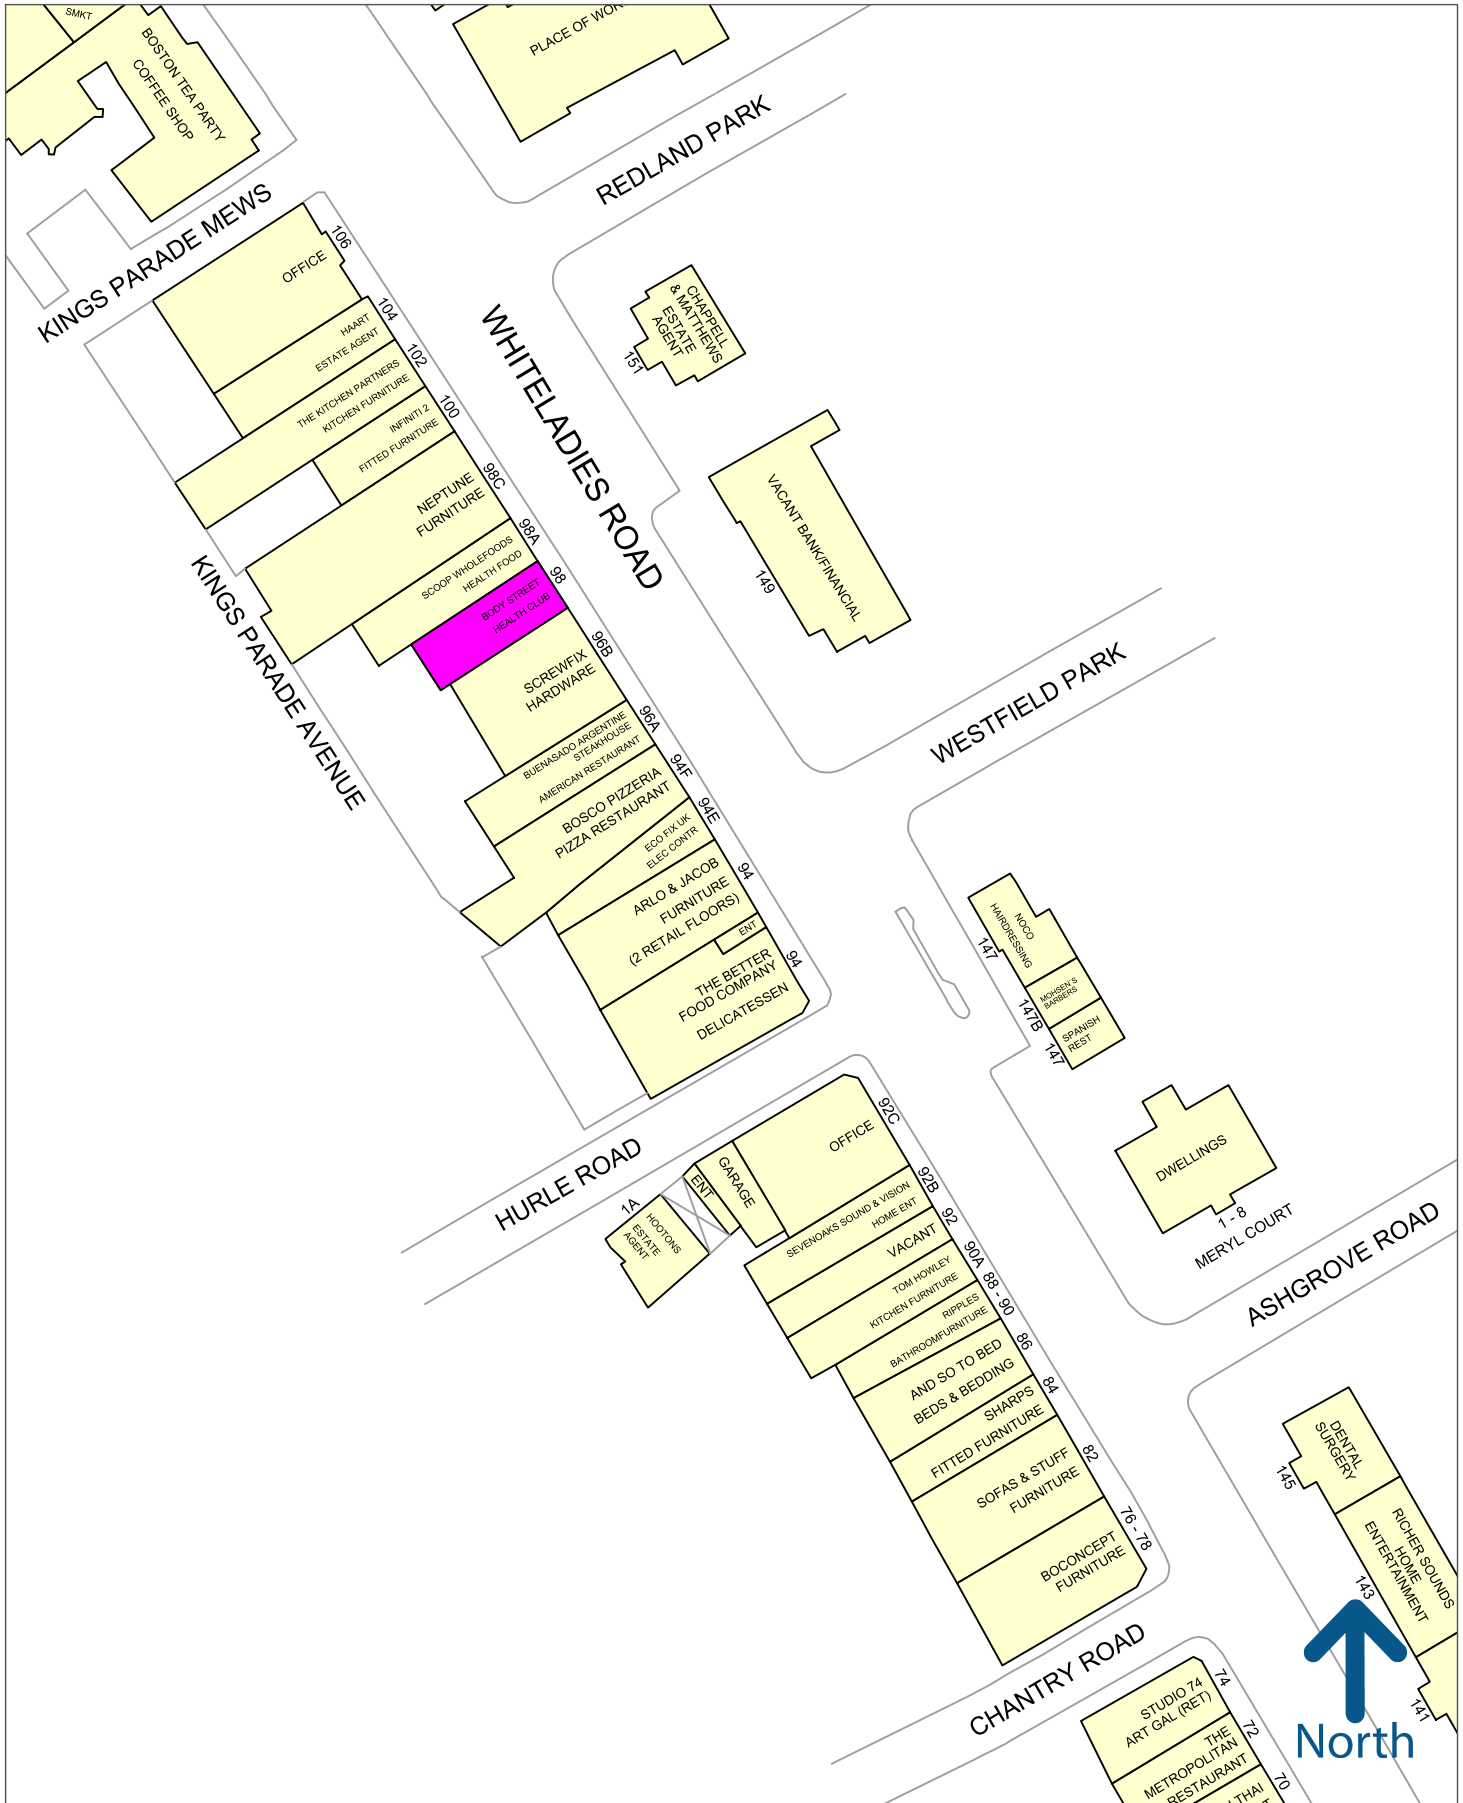 SMKT
BOSTON TEA PARTY
COFFEE SHOP
PLACE OF WOR
REDLAND PARK
KINGS PARADE MEWS
OFFICE
106
HAART
ESTATE AGENT
104
THE KITCHEN PARTNERS
KITCHEN FURNITURE
102
INFINITI 2
FITTED FURNITURE
100
NEPTUNE
FURNITURE
98C
SCOOP WHOLEFOODS
HEALTH FOOD
98A
BODY STREET
HEALTH CLUB
98
SCREWFIX
HARDWARE
96B
BUENASADO ARGENTINE
STEAKHOUSE
AMERICAN RESTAURANT
96A
BOSCO PIZZERIA
PIZZA RESTAURANT
94F
ECO FIX UK
ELEC CONTR
94E
ARLO & JACOB
FURNITURE
(2 RETAIL FLOORS)
94
ENT
THE BETTER
FOOD COMPANY
DELICATESSEN
94
KINGS PARADE AVENUE
WHITELADIES ROAD
CHAPPELL
& MATTHEWS
ESTATE
AGENT
151
VACANT BANK/FINANCIAL
149
WESTFIELD PARK
NOCO
HAIRDRESSING
147
MOHSEN'S
BARBERS
147B
SPANISH
REST
147
DWELLINGS
1 - 8
MERYL COURT
ASHGROVE ROAD
HURLE ROAD
1A
HOOTONS
ESTATE
AGENT
ENT
GARAGE
OFFICE
92C
SEVENOAKS SOUND & VISION
HOME ENT
92B
VACANT
92
TOM HOWLEY
KITCHEN FURNITURE
90A
RIPPLES
BATHROOMFURNITURE
88 - 90
AND SO TO BED
BEDS & BEDDING
86
SHARPS
FITTED FURNITURE
84
SOFAS & STUFF
FURNITURE
82
BOCONCEPT
FURNITURE
76 - 78
DENTAL
SURGERY
145
RICHER SOUNDS
HOME
ENTERTAINMENT
143
141
CHANTRY ROAD
STUDIO 74
ART GAL (RET)
74
THE
METROPOLITAN
RESTAURANT
72
THAI
70
North